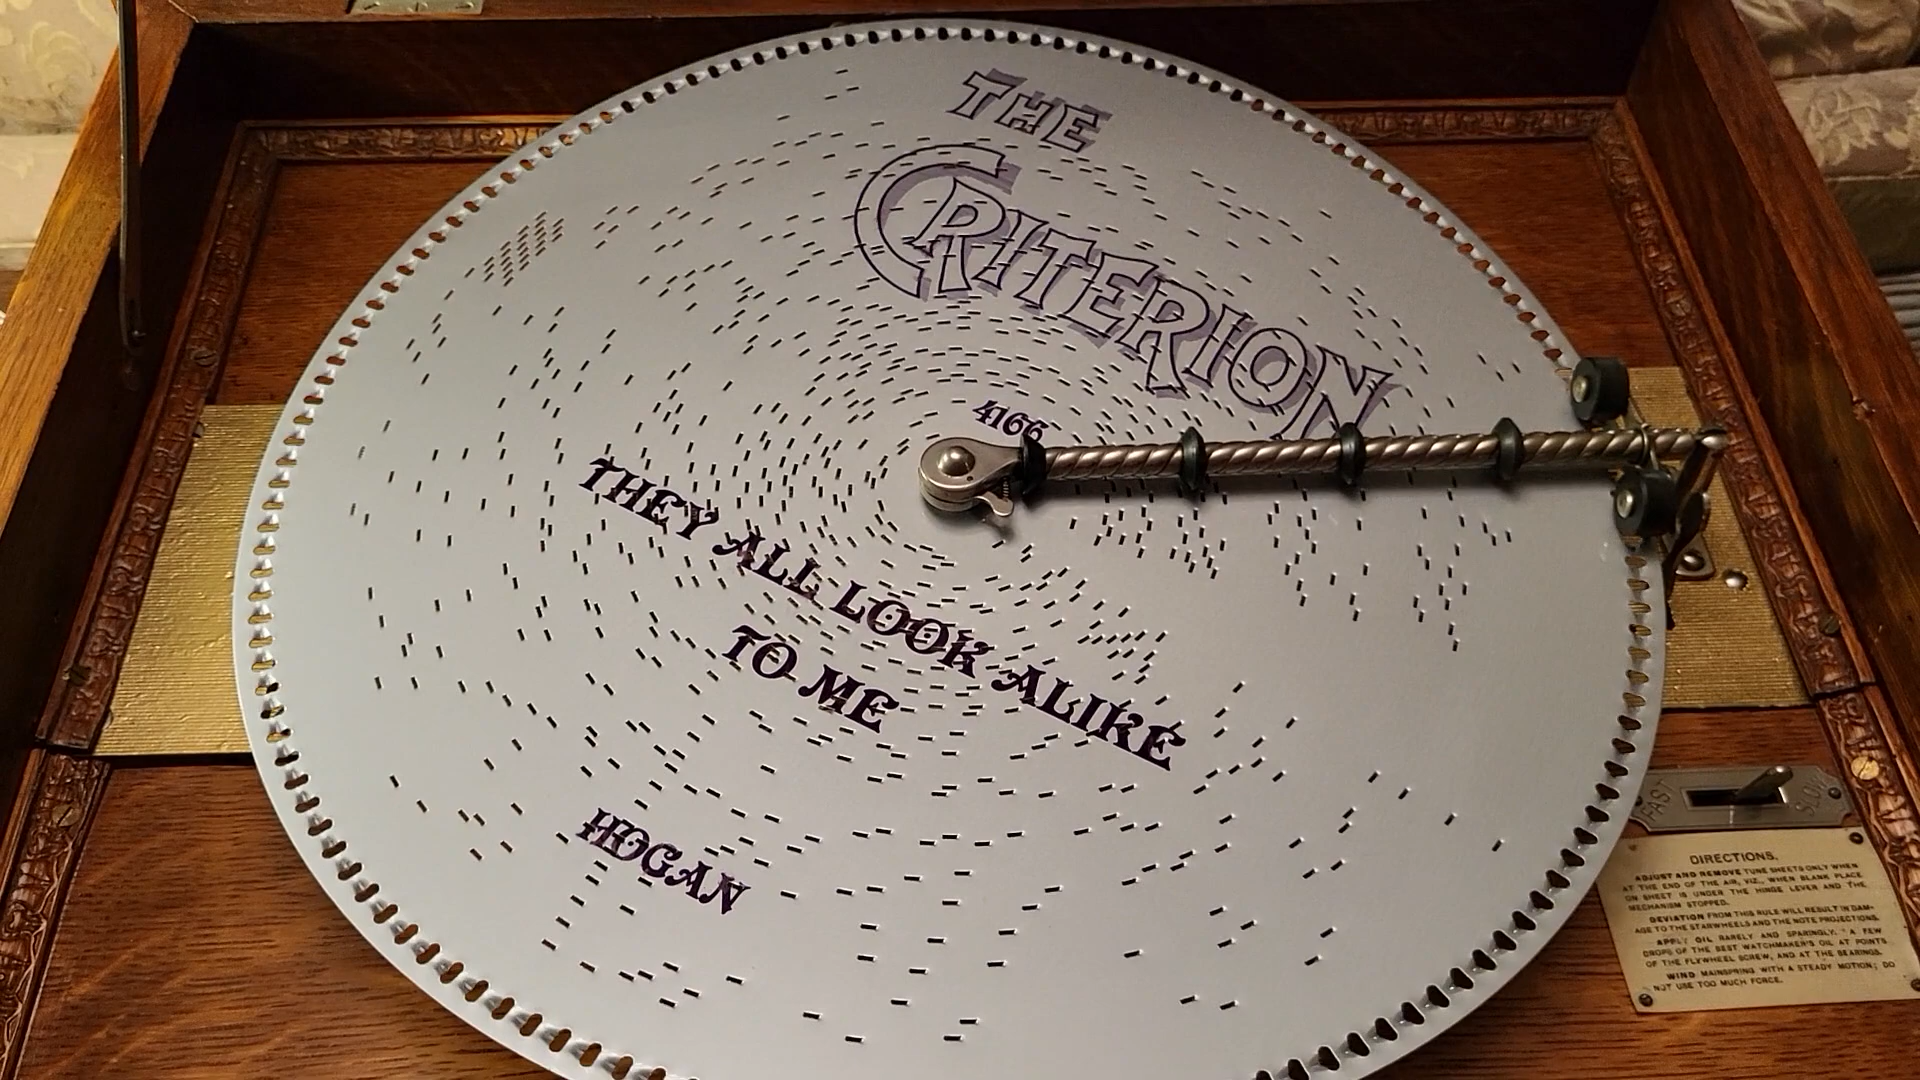 THE
CRITERION
4166
THEY ALL LOOK ALIKE
TO ME
HOGAN
FAST
SLOW
DIRECTIONS.
ADJUST AND REMOVE TUNE SHEETS ONLY WHEN
AT THE END OF THE AIR, VIZ., WHEN BLANK PLACE
ON SHEET IS UNDER THE HINGE LEVER AND THE
MECHANISM STOPPED.
DEVIATION FROM THIS RULE WILL RESULT IN DAM-
AGE TO THE STARWHEELS AND THE NOTE PROJECTIONS.
APPLY OIL RARELY AND SPARINGLY. A FEW
DROPS OF THE BEST WATCHMAKER'S OIL AT POINTS
OF THE FLYWHEEL SCREW, AND AT THE BEARINGS.
WIND MAINSPRING WITH A STEADY MOTION; DO
NOT USE TOO MUCH FORCE.